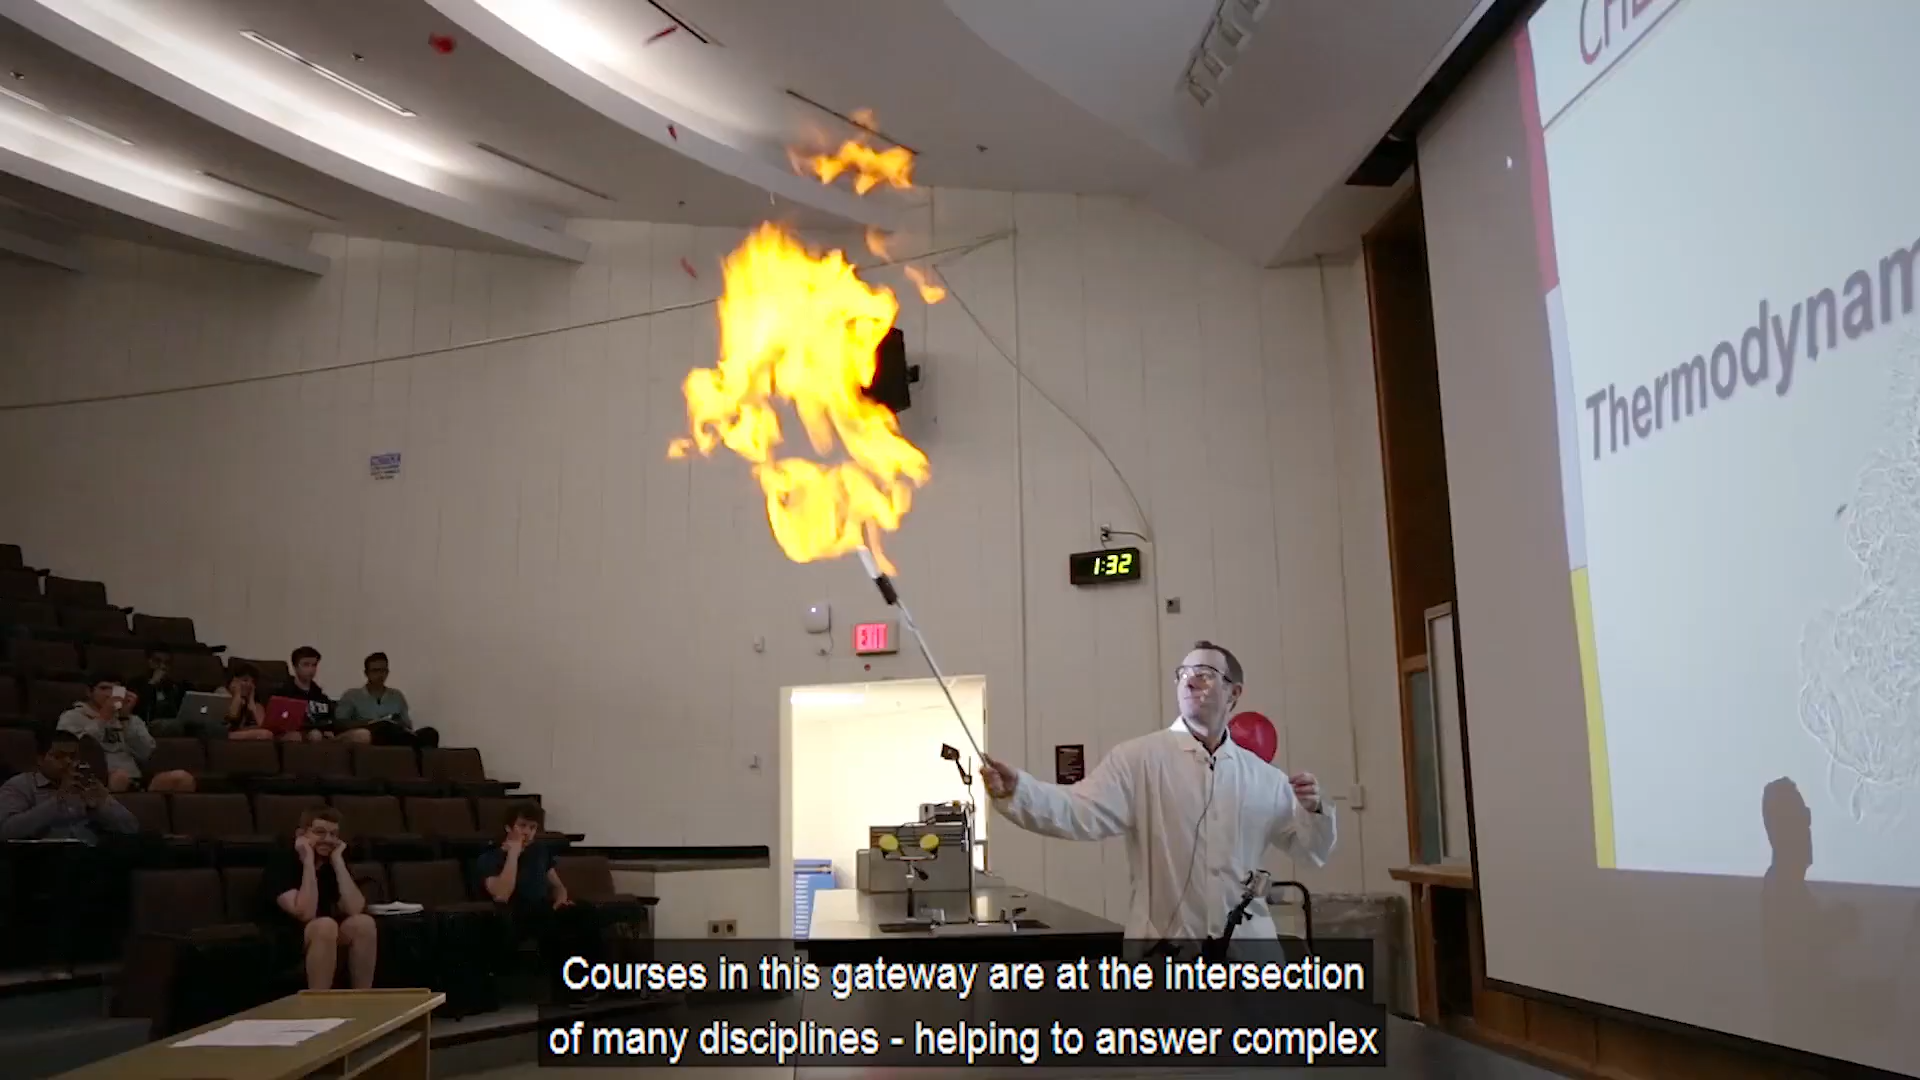 CHE
Thermodynam
1:32
EXIT
Courses in this gateway are at the intersection
of many disciplines - helping to answer complex